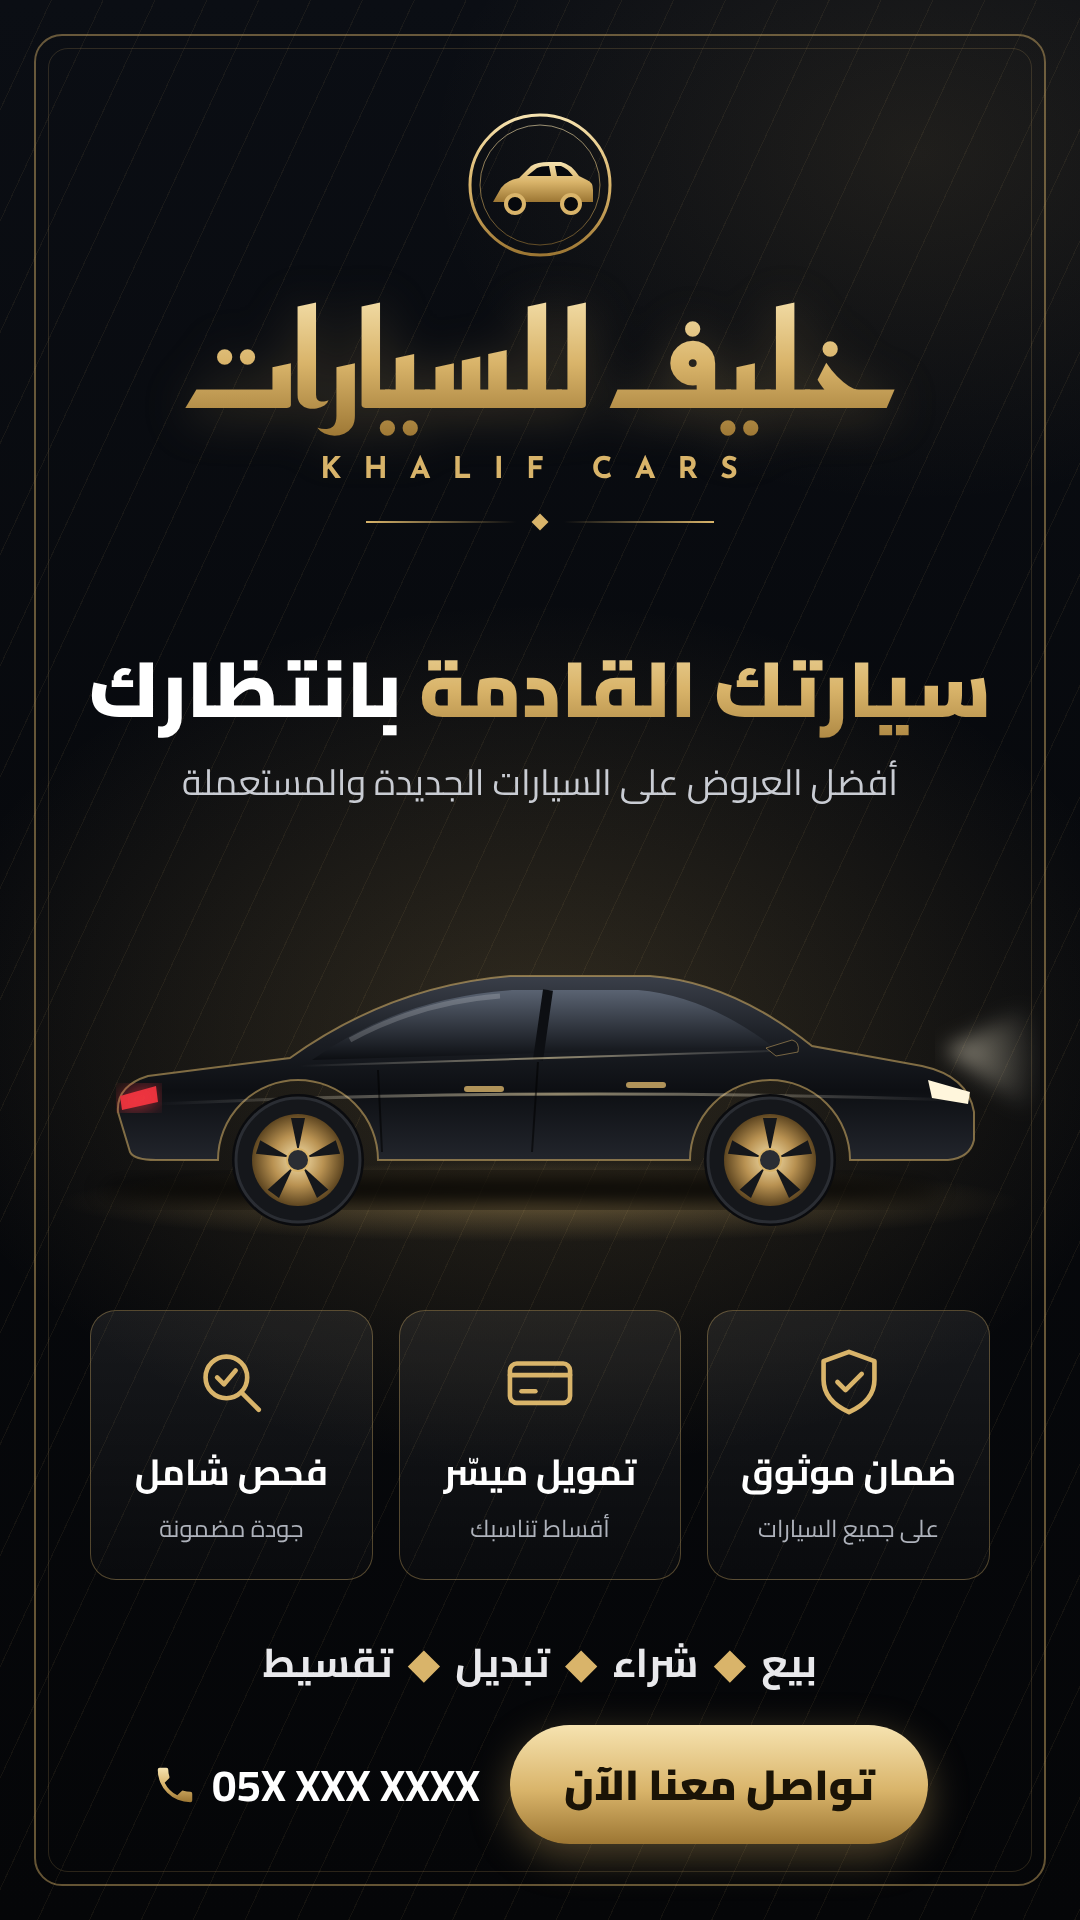 خليف للسيارات
KHALIF CARS
سيارتك القادمة بانتظارك
أفضل العروض على السيارات الجديدة والمستعملة
ضمان موثوق
على جميع السيارات
تمويل ميسّر
أقساط تناسبك
فحص شامل
جودة مضمونة
بيع ◆ شراء ◆ تبديل ◆ تقسيط
تواصل معنا الآن
05X XXX XXXX